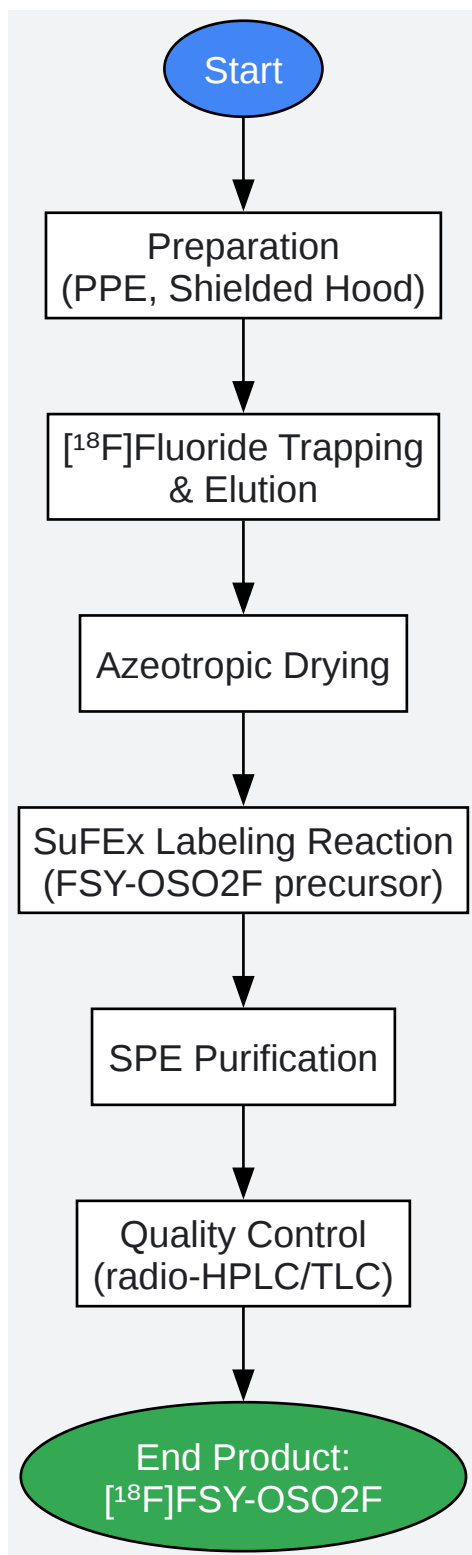 Start
Preparation
(PPE, Shielded Hood)
[¹⁸F]Fluoride Trapping
& Elution
Azeotropic Drying
SuFEx Labeling Reaction
(FSY-OSO2F precursor)
SPE Purification
Quality Control
(radio-HPLC/TLC)
End Product:
[¹⁸F]FSY-OSO2F